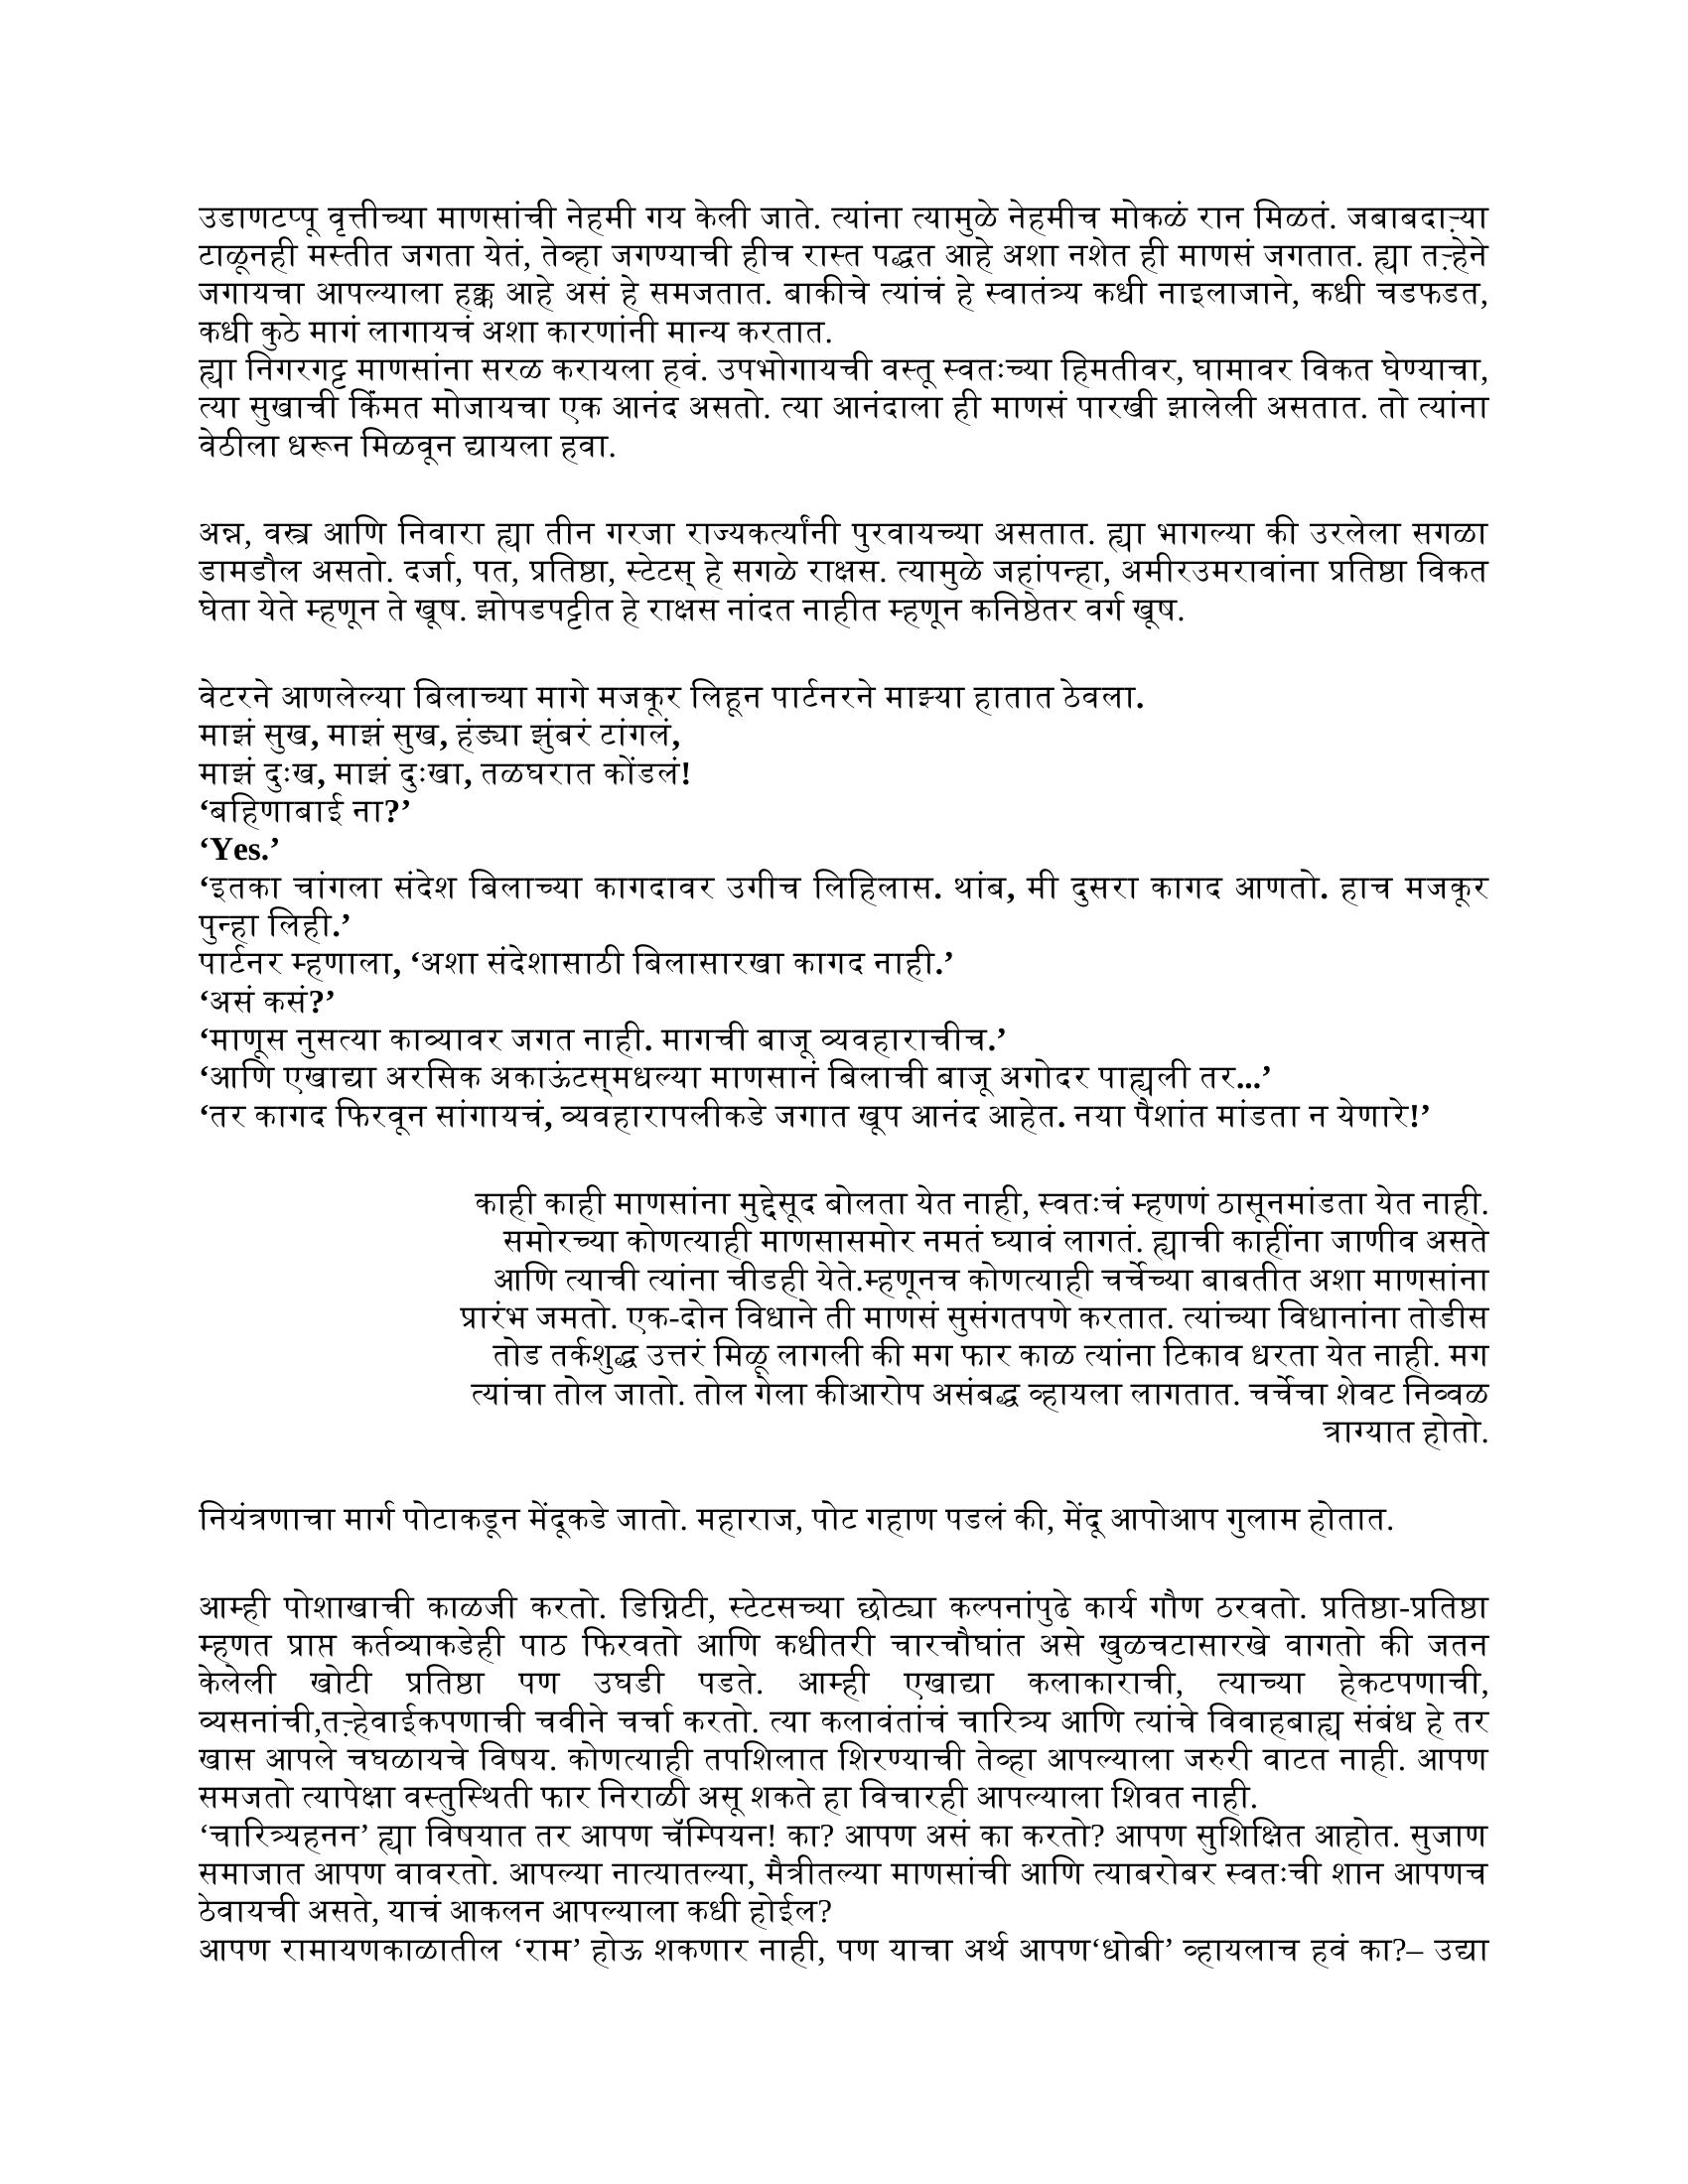 उडाणटप्पू वृत्तीच्या माणसांची नेहमी गय केली जाते. त्यांना त्यामुळे नेहमीच मोकळं रान मिळतं. जबाबदाऱ्या
टाळूनही मस्तीत जगता येतं, तेव्हा जगण्याची हीच रास्त पद्धत आहे अशा नशेत ही माणसं जगतात. ह्या तऱ्हेने
जगायचा आपल्याला हक्क आहे असं हे समजतात. बाकीचे त्यांचं हे स्वातंत्र्य कधी नाइलाजाने, कधी चडफडत,
कधी कुठे मागं लागायचं अशा कारणांनी मान्य करतात.
ह्या निगरगट्ट माणसांना सरळ करायला हवं. उपभोगायची वस्तू स्वतःच्या हिमतीवर, घामावर विकत घेण्याचा,
त्या सुखाची किंमत मोजायचा एक आनंद असतो. त्या आनंदाला ही माणसं पारखी झालेली असतात. तो त्यांना
वेठीला धरून मिळवून द्यायला हवा.
अन्न, वस्त्र आणि निवारा ह्या तीन गरजा राज्यकर्त्यांनी पुरवायच्या असतात. ह्या भागल्या की उरलेला सगळा
डामडौल असतो. दर्जा, पत, प्रतिष्ठा, स्टेटस् हे सगळे राक्षस. त्यामुळे जहांपन्हा, अमीरउमरावांना प्रतिष्ठा विकत
घेता येते म्हणून ते खूष. झोपडपट्टीत हे राक्षस नांदत नाहीत म्हणून कनिष्ठेतर वर्ग खूष.
वेटरने आणलेल्या बिलाच्या मागे मजकूर लिहून पार्टनरने माझ्या हातात ठेवला.
माझं सुख, माझं सुख, हंड्या झुंबरं टांगलं,
माझं दुःख, माझं दुःखा, तळघरात कोंडलं!
‘बहिणाबाई ना?’
‘Yes.’
‘इतका चांगला संदेश बिलाच्या कागदावर उगीच लिहिलास. थांब, मी दुसरा कागद आणतो. हाच मजकूर
पुन्हा लिही.’
पार्टनर म्हणाला, ‘अशा संदेशासाठी बिलासारखा कागद नाही.’
‘असं कसं?’
‘माणूस नुसत्या काव्यावर जगत नाही. मागची बाजू व्यवहाराचीच.’
‘आणि एखाद्या अरसिक अकाऊंटस्‌मधल्या माणसानं बिलाची बाजू अगोदर पाह्यली तर...’
‘तर कागद फिरवून सांगायचं, व्यवहारापलीकडे जगात खूप आनंद आहेत. नया पैशांत मांडता न येणारे!’
काही काही माणसांना मुद्देसूद बोलता येत नाही, स्वतःचं म्हणणं ठासूनमांडता येत नाही.
समोरच्या कोणत्याही माणसासमोर नमतं घ्यावं लागतं. ह्याची काहींना जाणीव असते
आणि त्याची त्यांना चीडही येते.म्हणूनच कोणत्याही चर्चेच्या बाबतीत अशा माणसांना
प्रारंभ जमतो. एक-दोन विधाने ती माणसं सुसंगतपणे करतात. त्यांच्या विधानांना तोडीस
तोड तर्कशुद्ध उत्तरं मिळू लागली की मग फार काळ त्यांना टिकाव धरता येत नाही. मग
त्यांचा तोल जातो. तोल गेला कीआरोप असंबद्ध व्हायला लागतात. चर्चेचा शेवट निव्वळ
त्राग्यात होतो.
नियंत्रणाचा मार्ग पोटाकडून मेंदूकडे जातो. महाराज, पोट गहाण पडलं की, मेंदू आपोआप गुलाम होतात.
आम्ही पोशाखाची काळजी करतो. डिग्निटी, स्टेटसच्या छोट्या कल्पनांपुढे कार्य गौण ठरवतो. प्रतिष्ठा-प्रतिष्ठा
म्हणत प्राप्त कर्तव्याकडेही पाठ फिरवतो आणि कधीतरी चारचौघांत असे खुळचटासारखे वागतो की जतन
केलेली खोटी प्रतिष्ठा पण उघडी पडते. आम्ही एखाद्या कलाकाराची, त्याच्या हेकटपणाची,
व्यसनांची,तऱ्हेवाईकपणाची चवीने चर्चा करतो. त्या कलावंतांचं चारित्र्य आणि त्यांचे विवाहबाह्य संबंध हे तर
खास आपले चघळायचे विषय. कोणत्याही तपशिलात शिरण्याची तेव्हा आपल्याला जरुरी वाटत नाही. आपण
समजतो त्यापेक्षा वस्तुस्थिती फार निराळी असू शकते हा विचारही आपल्याला शिवत नाही.
‘चारित्र्यहनन’ ह्या विषयात तर आपण चॅम्पियन! का? आपण असं का करतो? आपण सुशिक्षित आहोत. सुजाण
समाजात आपण वावरतो. आपल्या नात्यातल्या, मैत्रीतल्या माणसांची आणि त्याबरोबर स्वतःची शान आपणच
ठेवायची असते, याचं आकलन आपल्याला कधी होईल?
आपण रामायणकाळातील ‘राम’ होऊ शकणार नाही, पण याचा अर्थ आपण‘धोबी’ व्हायलाच हवं का?– उद्या